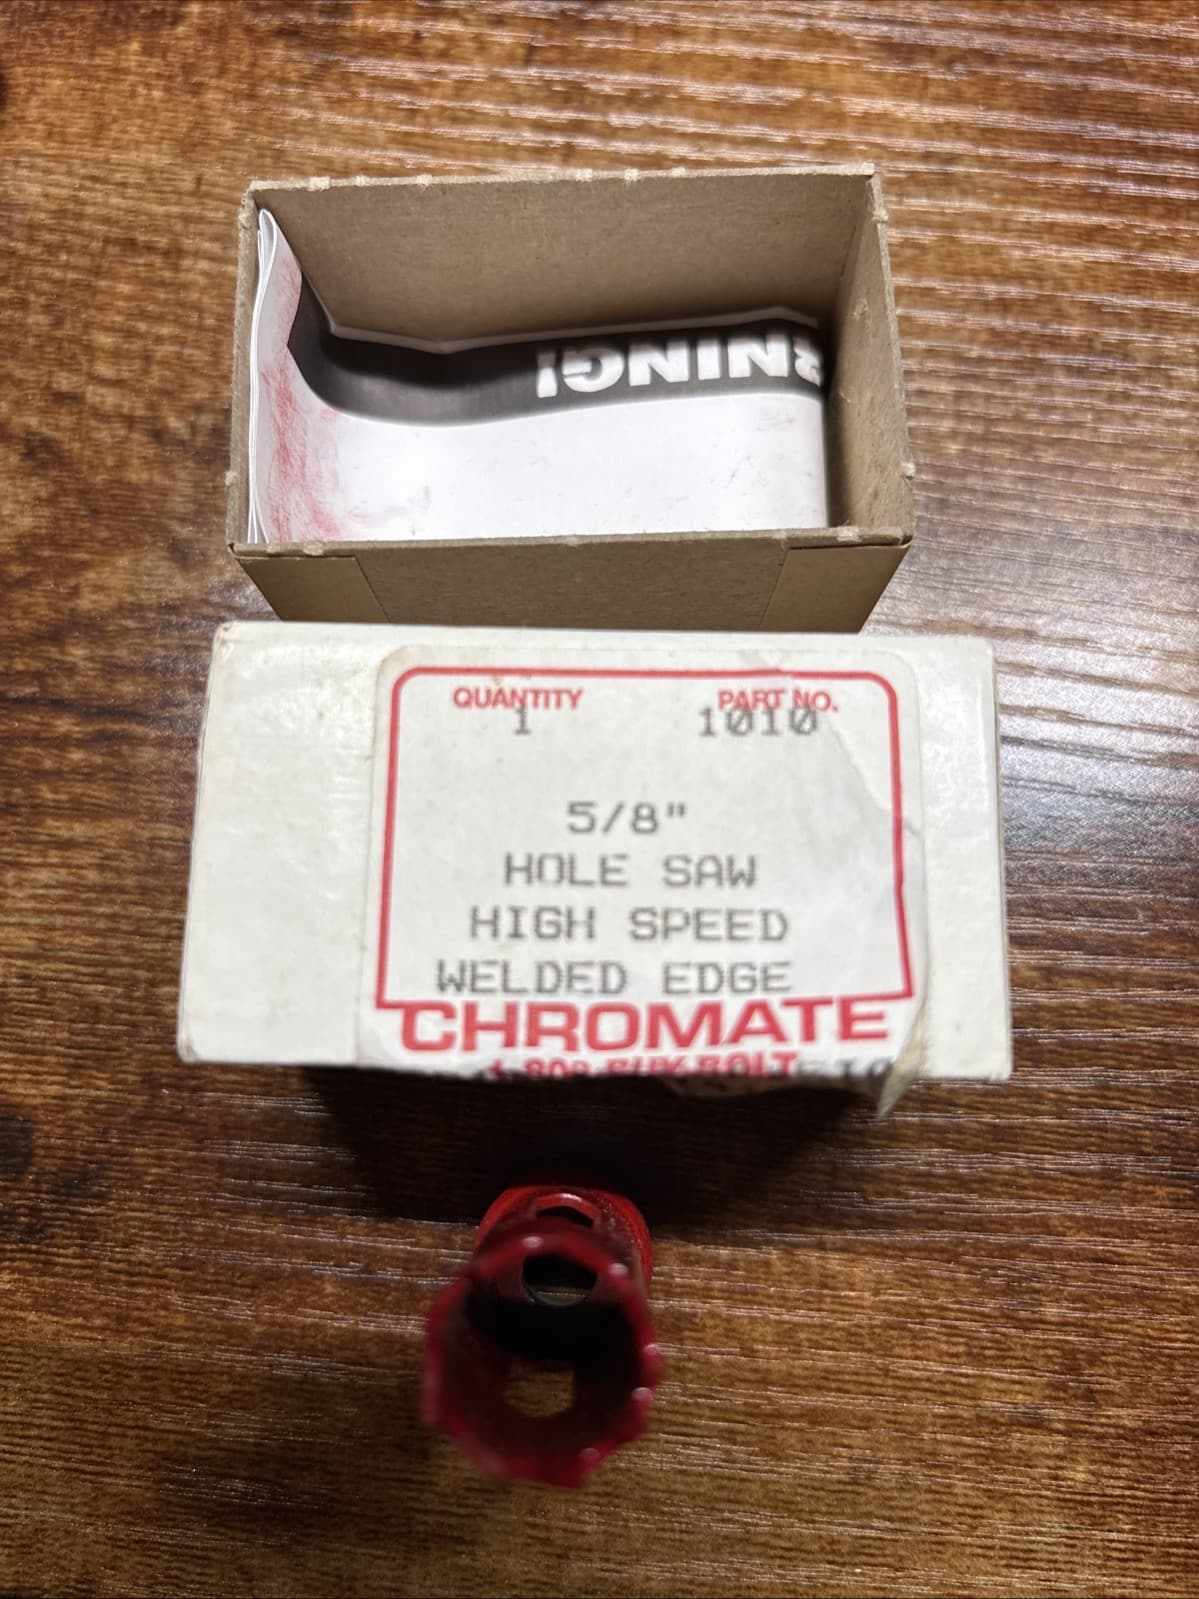 RNING!
QUANTITY PART NO.
1 1010
5/8"
HOLE SAW
HIGH SPEED
WELDED EDGE
CHROMATE